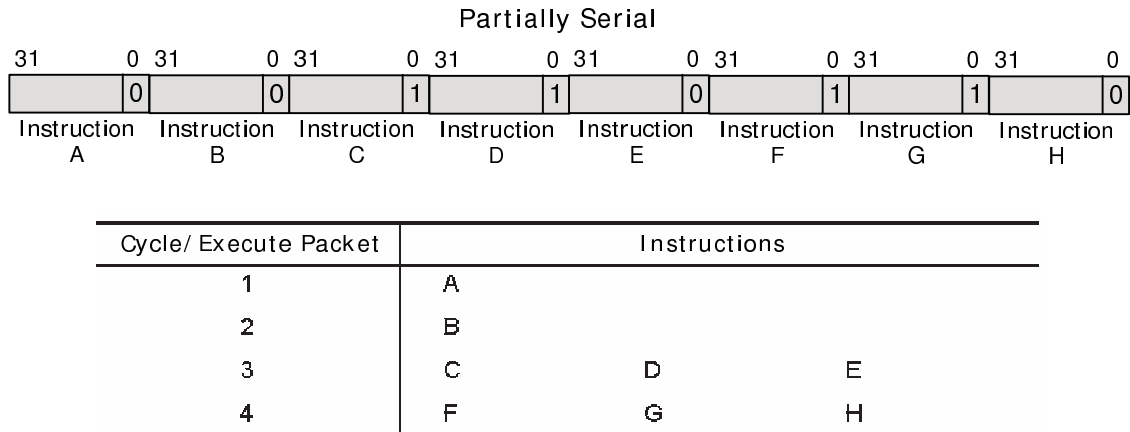 Partially Serial
31 0 31 0 31 0 31 0 31 0 31 0 31 0 31 0
0 0 1 1 0 1 1 0
Instruction Instruction Instruction Instruction Instruction Instruction Instruction Instruction
A B C D E F G H
Cycle/ Execute Packet Instructions
1 A
2 B
3 C D E
4 F G H